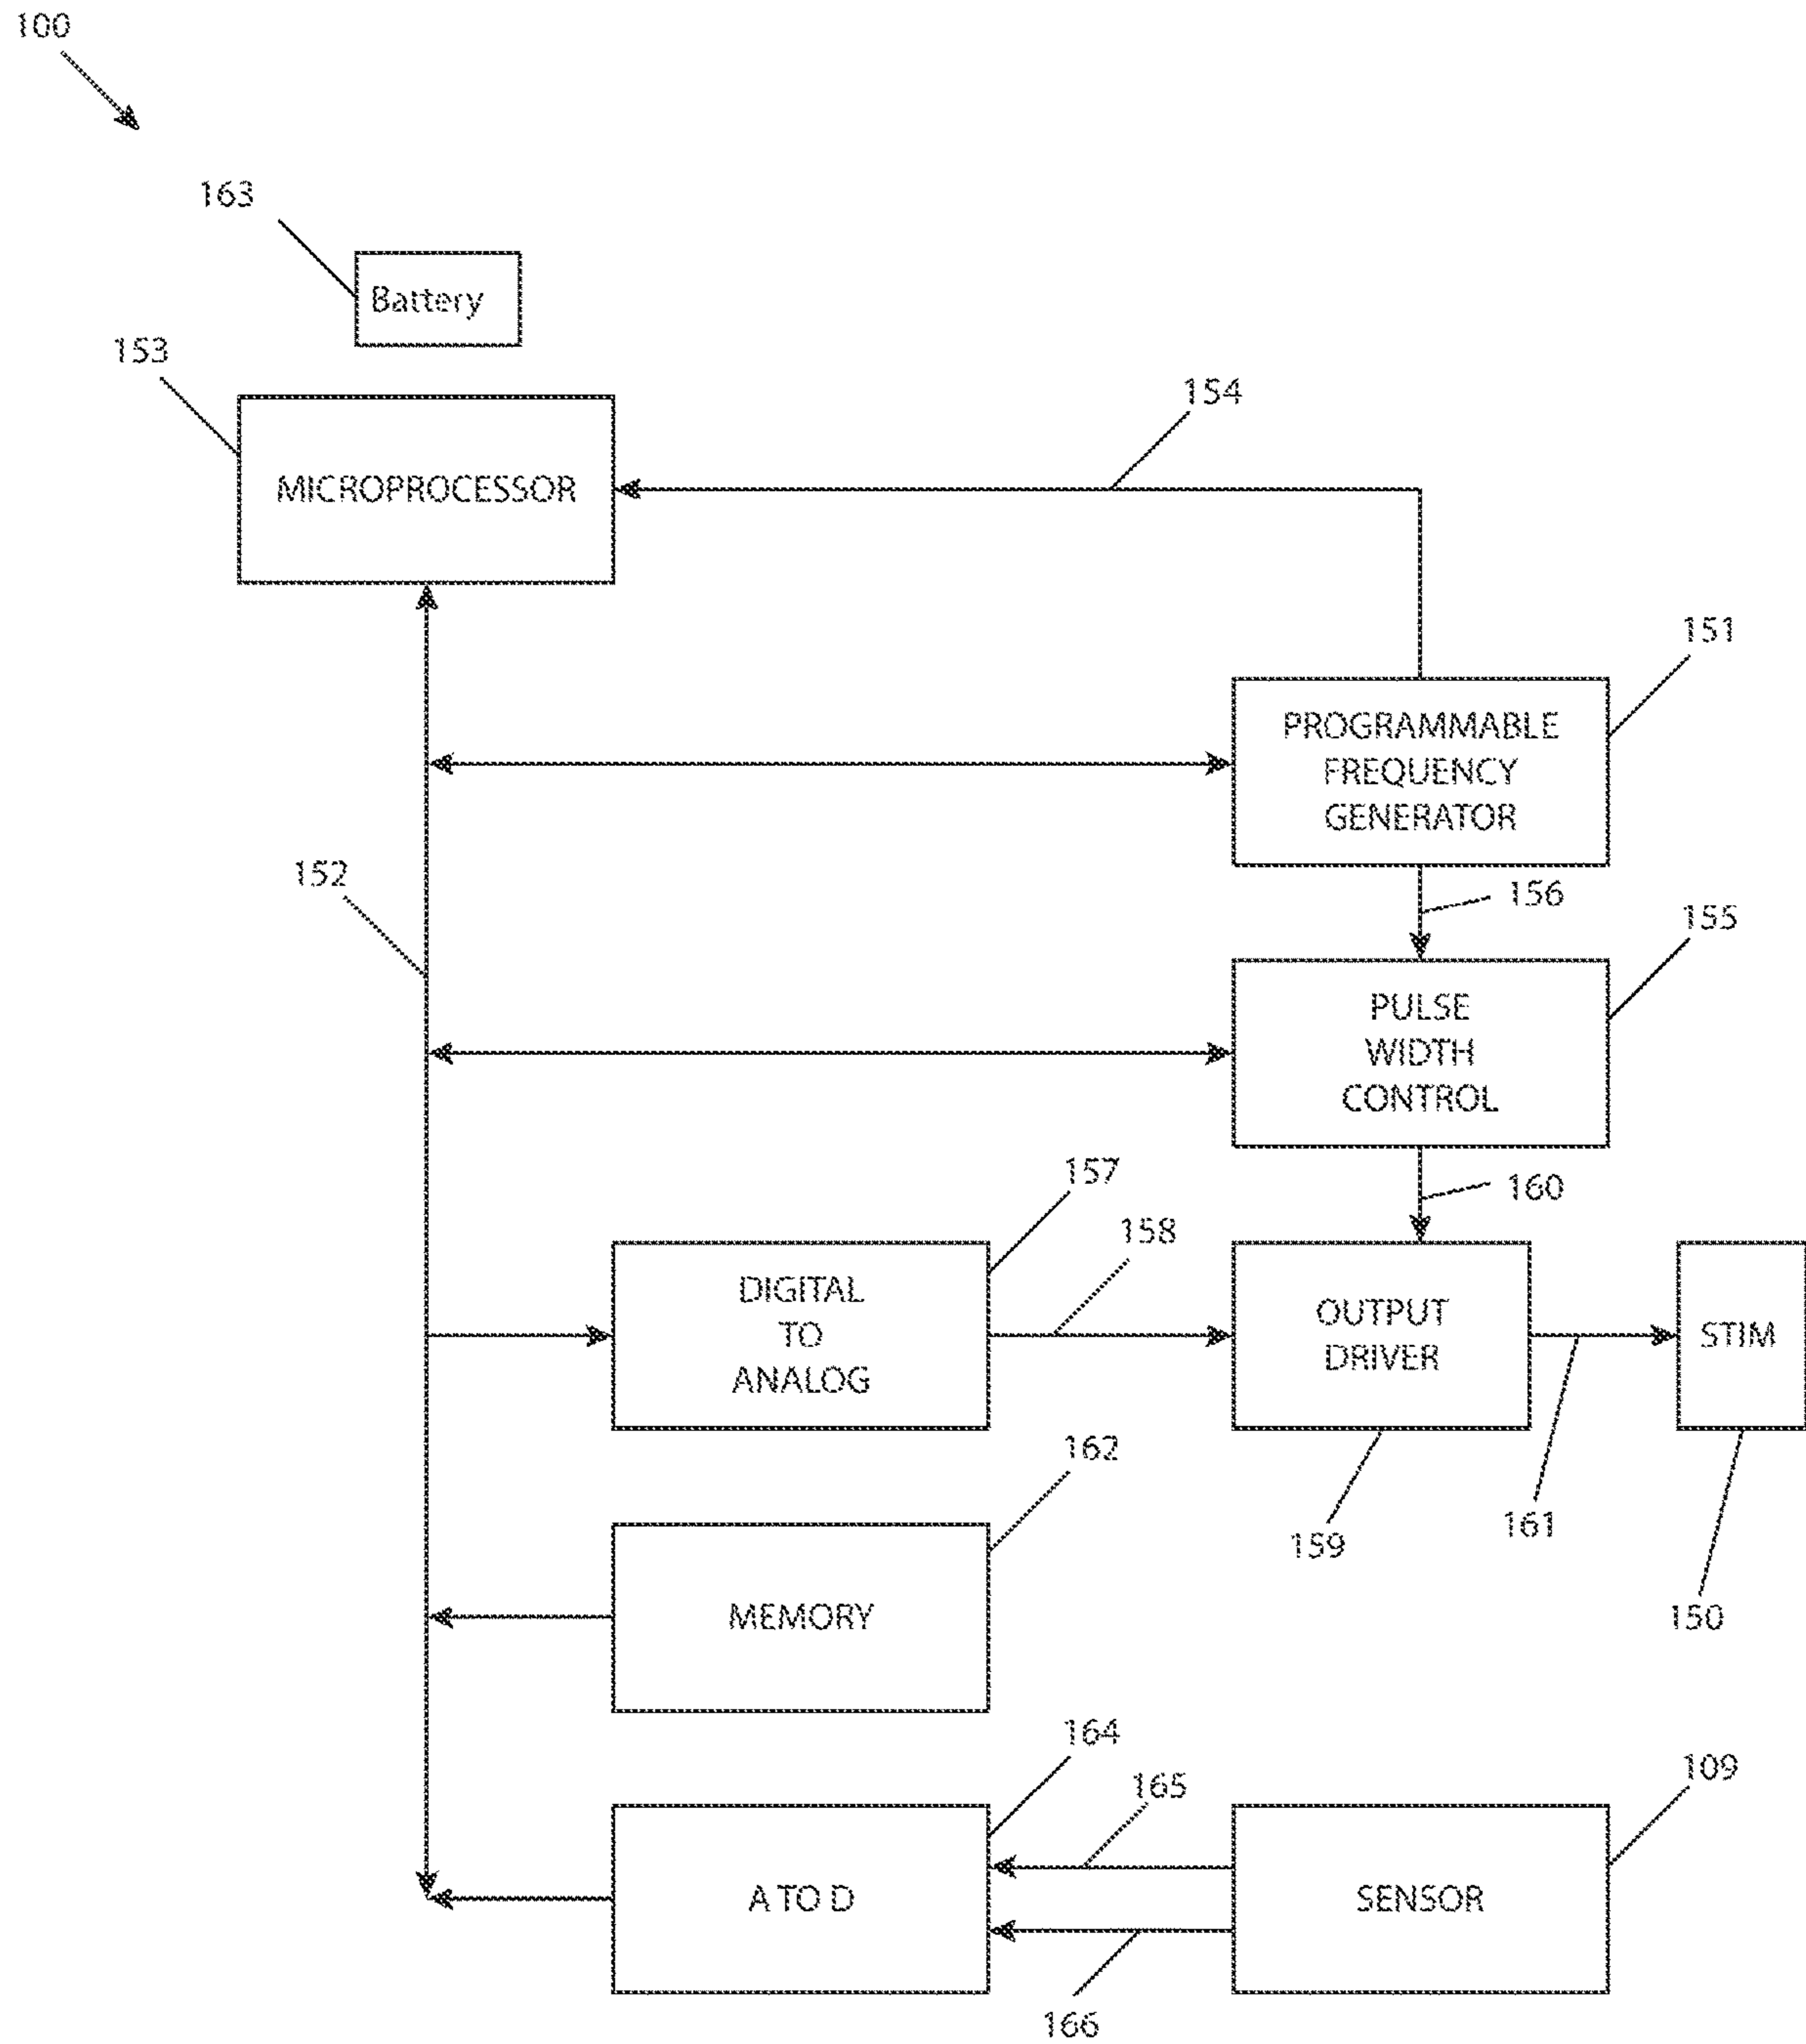 100
163
Battery
153
MICROPROCESSOR
154
151
PROGRAMMABLE
FREQUENCY
GENERATOR
152
156
155
PULSE
WIDTH
CONTROL
157
160
158
DIGITAL
TO
ANALOG
OUTPUT
DRIVER
STIM
162
161
159
MEMORY
150
164
109
165
A TO D
SENSOR
166